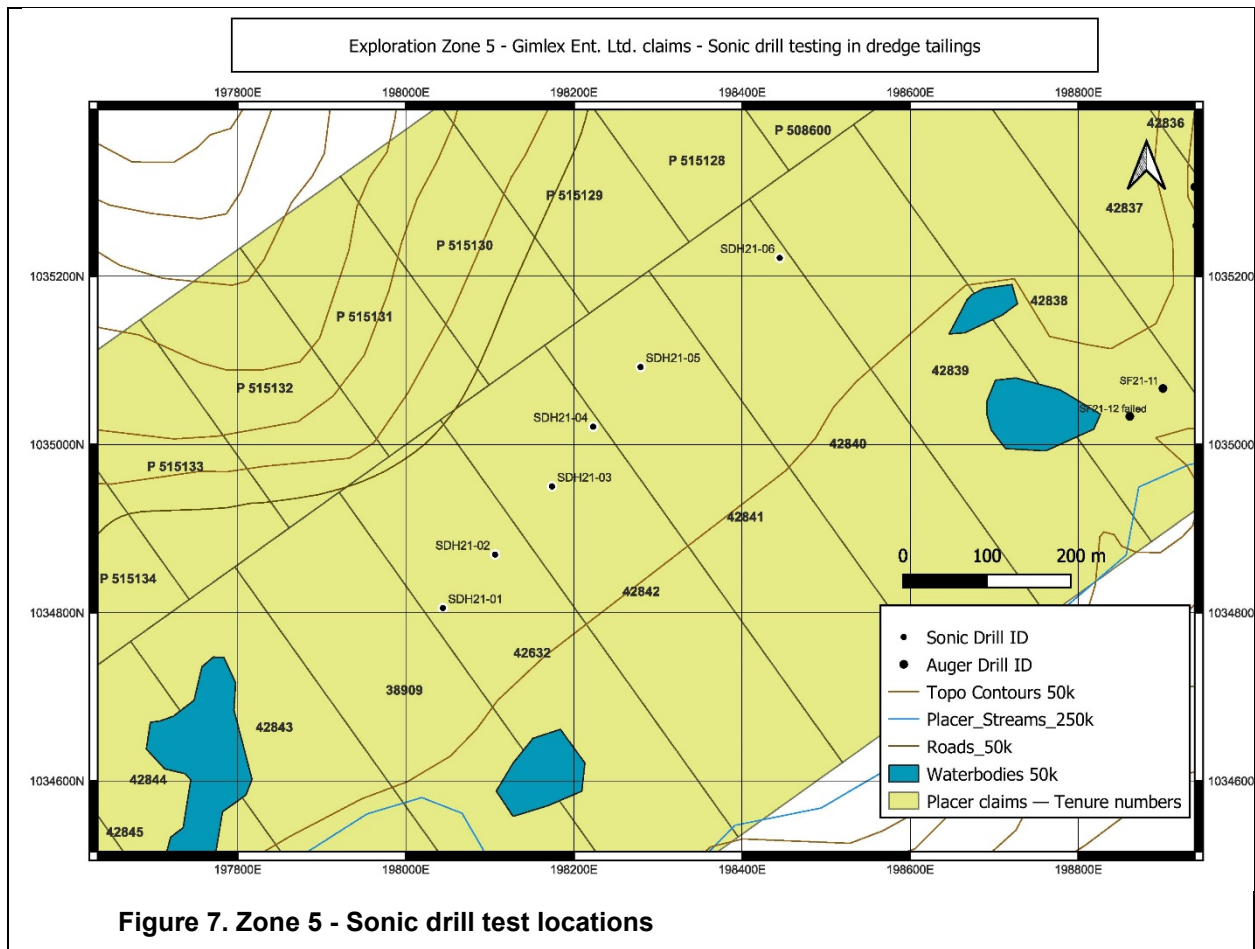 Exploration Zone 5 - Gimlex Ent. Ltd. claims - Sonic drill testing in dredge tailings
197800E 198000E 198200E 198400E 198600E 198800E
42836
P 508600
P 515128
P 515129
42837
P 515130
SDH21-06
1035200N 1035200N
42838
P 515131
SDH21-05
42839
P 515132
SF21-11
SDH21-04
SF21-12 failed
1035000N 1035000N
42840
P 515133
SDH21-03
42841
SDH21-02
0 100 200 m
P 515134
42842
SDH21-01
1034800N 1034800N
Sonic Drill ID
42632
Auger Drill ID
38909
Topo Contours 50k
Placer_Streams_250k
42843
Roads_50k
42844
1034600N 1034600N
Waterbodies 50k
Placer claims — Tenure numbers
42845
197800E 198000E 198200E 198400E 198600E 198800E
Figure 7. Zone 5 - Sonic drill test locations